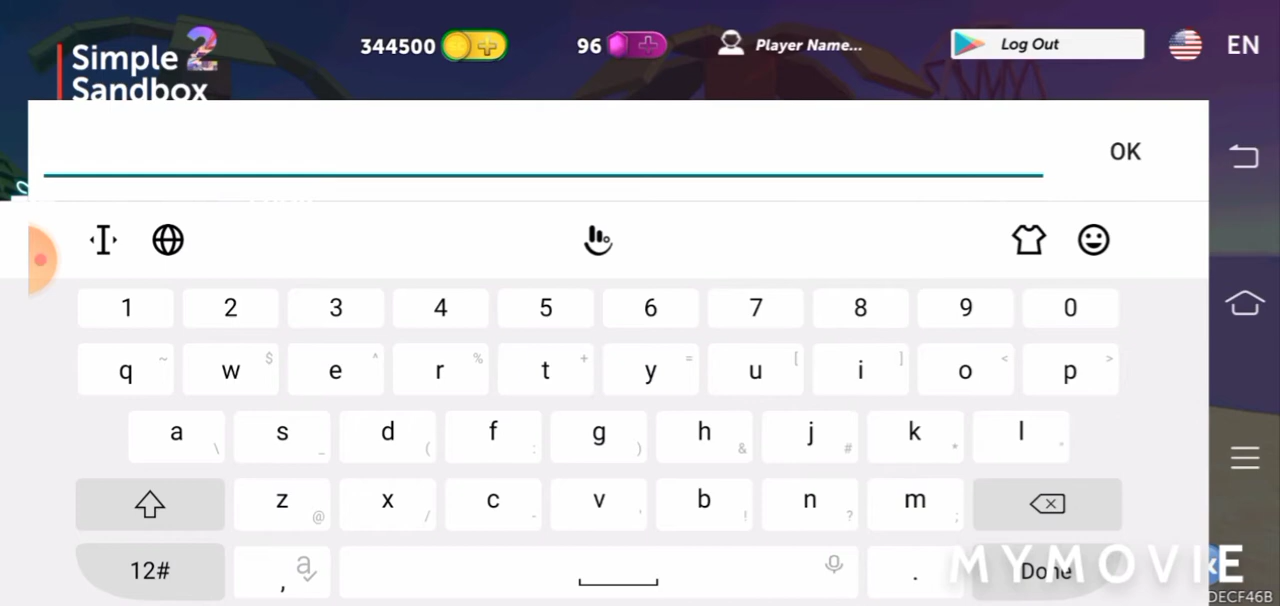 Simple 2
Sandbox
344500
96
Player Name...
Log Out
EN
OK
1 2 3 4 5 6 7 8 9 0
q ~ w $ e ^ r % t + y = u [ i ] o < p >
a \ s _ d ( f : g ) h & j # k * l
z @ x / c - v ' b ! n ? m ;
12# , a . Done
MYMOVIE
DECF46B